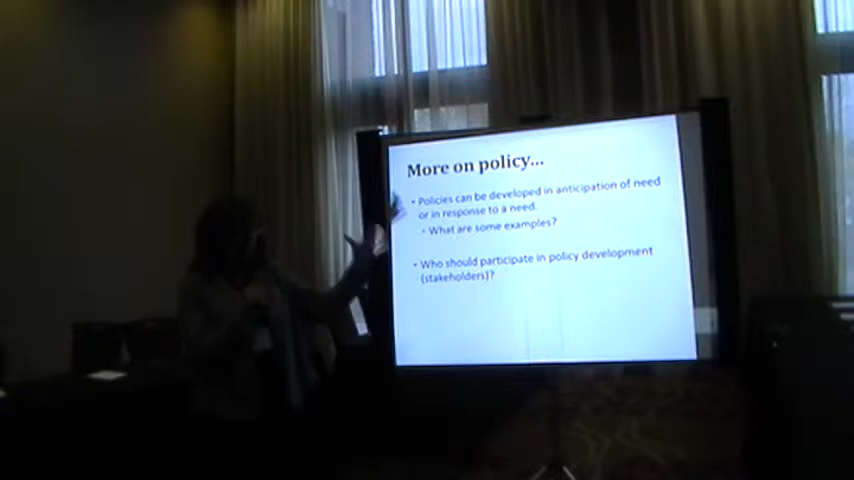 More on policy...
• Policies can be developed in anticipation of need
or in response to a need.
• What are some examples?
• Who should participate in policy development
(stakeholders)?